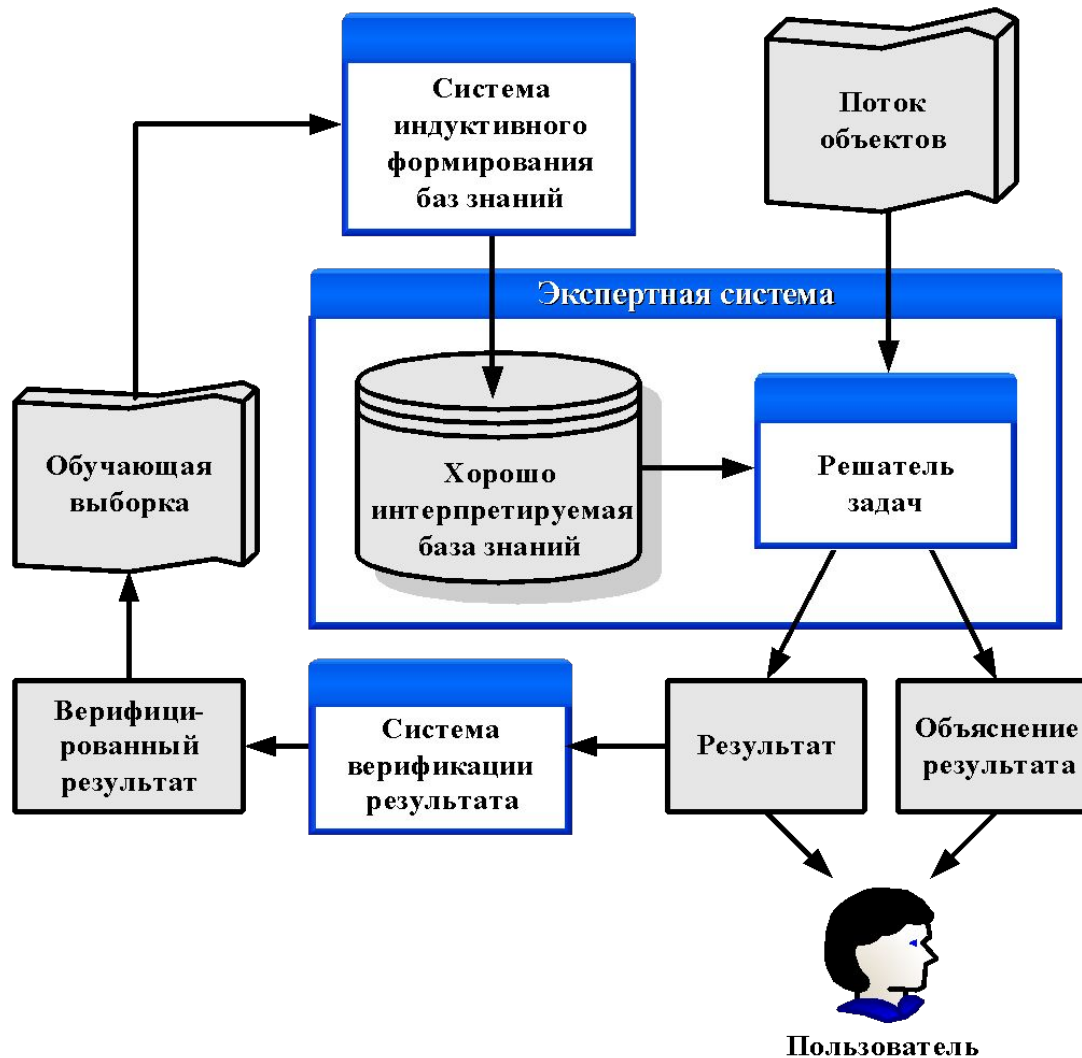 Система
индуктивного
формирования
баз знаний
Поток
объектов
Экспертная система
Обучающая
выборка
Хорошо
интерпретируемая
база знаний
Решатель
задач
Верифици-
рованный
результат
Система
верификации
результата
Результат
Объяснение
результата
Пользователь